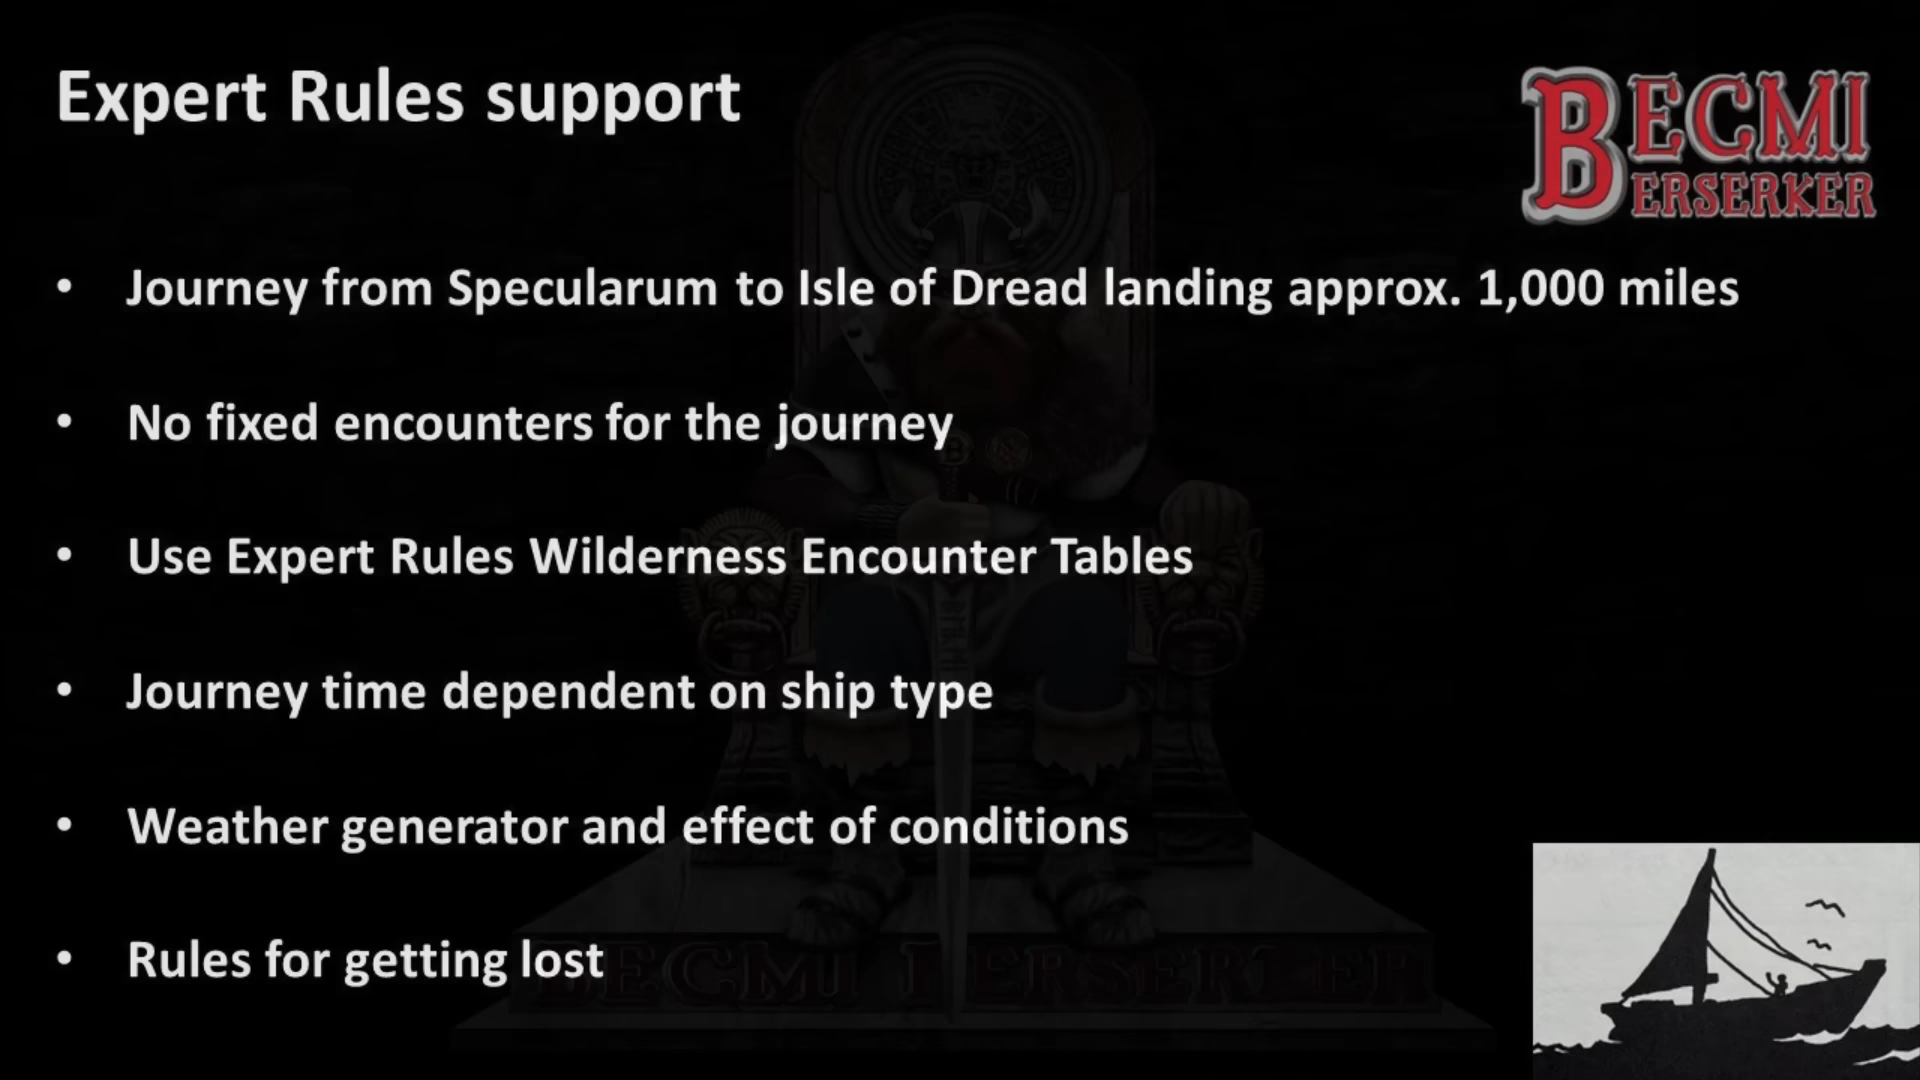 Expert Rules support
BECMI
BERSERKER
• Journey from Specularum to Isle of Dread landing approx. 1,000 miles
• No fixed encounters for the journey
• Use Expert Rules Wilderness Encounter Tables
• Journey time dependent on ship type
• Weather generator and effect of conditions
• Rules for getting lost
BECMI BERSERKER